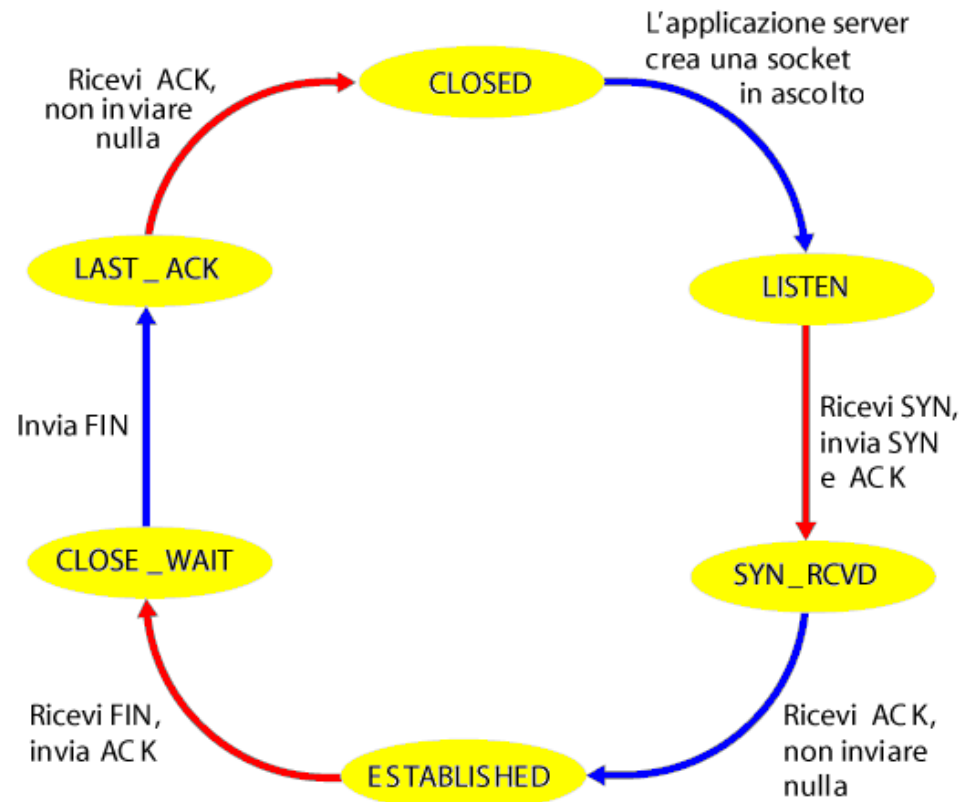 L'applicazione server
crea una socket
in ascolto
Ricevi ACK,
non inviare
nulla
CLOSED
LAST_ACK
LISTEN
Invia FIN
Ricevi SYN,
invia SYN
e ACK
CLOSE_WAIT
SYN_RCVD
Ricevi FIN,
invia ACK
ESTABLISHED
Ricevi ACK,
non inviare
nulla